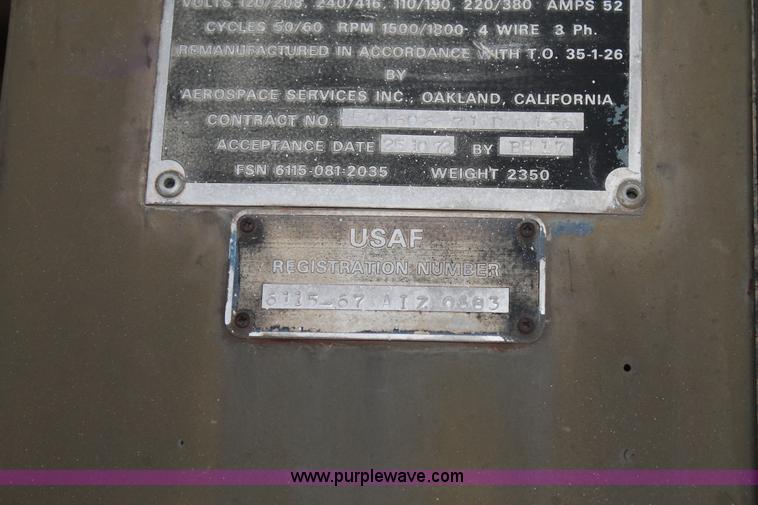 VOLTS 120/208, 240/416, 110/190, 220/380 AMPS 52
CYCLES 50/60 RPM 1500/1800- 4 WIRE 3 Ph.
REMANUFACTURED IN ACCORDANCE WITH T.O. 35-1-26
BY
AEROSPACE SERVICES INC., OAKLAND, CALIFORNIA
CONTRACT NO.
ACCEPTANCE DATE 25 10 72 BY
FSN 6115-081-2035 WEIGHT 2350
USAF
REGISTRATION NUMBER
6115-67 AIZ 0883
www.purplewave.com